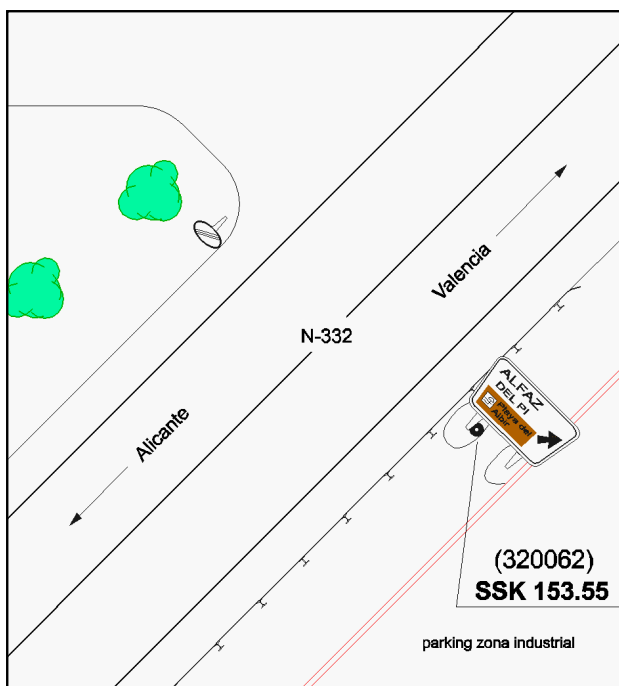 Valencia
N-332
Alicante
ALFAZ
DEL PI
Playa del
Albir
(320062)
SSK 153.55
parking zona industrial